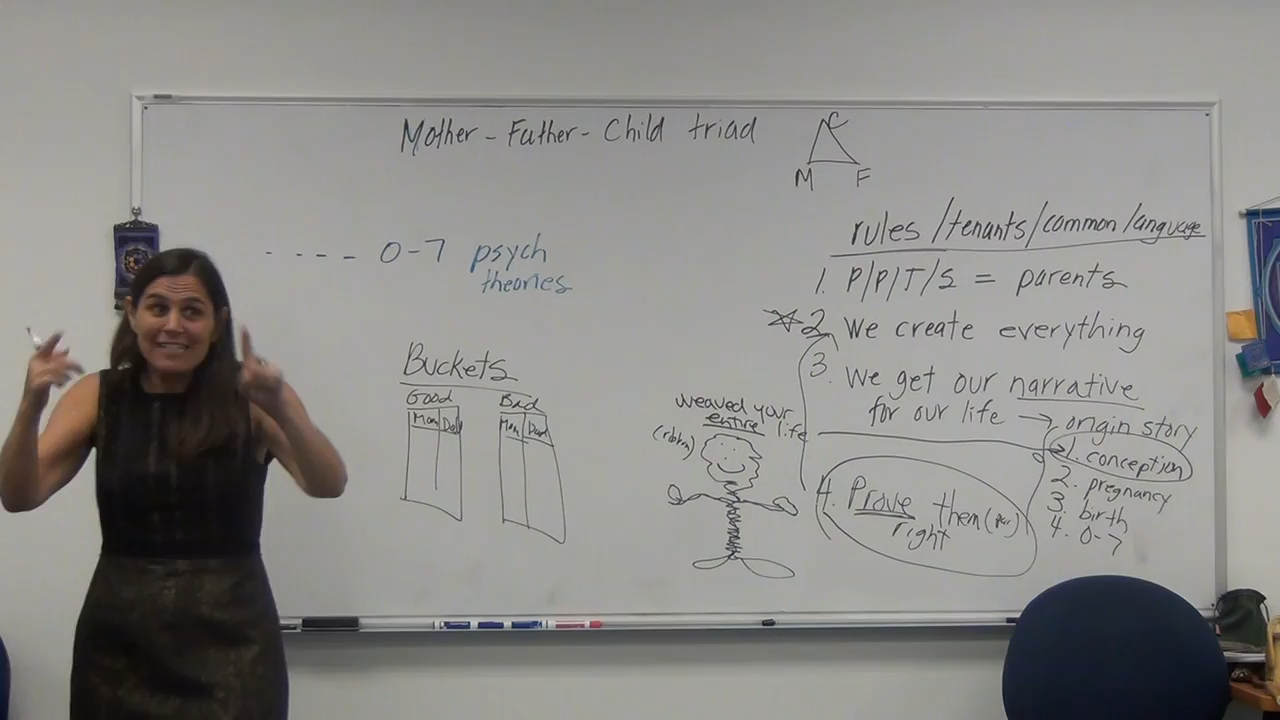 Mother - Father - Child triad
C
M F
rules/tenants/common/language
- - - - 0-7 psych
theories
1. P/P/T/S = parents
2. We create everything
3. We get our narrative
for our life → origin story
1. conception
2. pregnancy
3. birth
4. 0-7
4. Prove them
right
Buckets
Good Bad
Mom Dad Mom Dad
weaved your
entire life